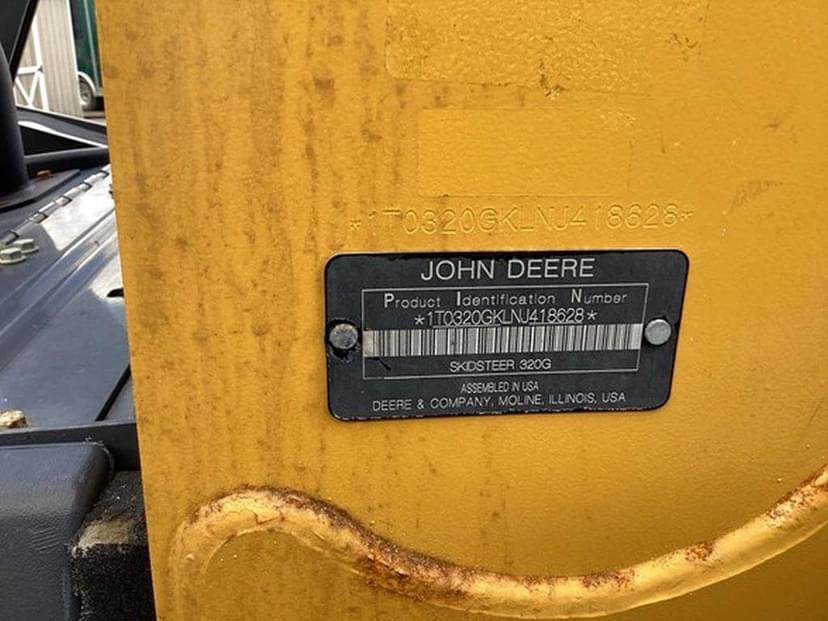 *1T0320GKLNJ418628*
JOHN DEERE
Product Identification Number
*1T0320GKLNJ418628*
SKIDSTEER 320G
ASSEMBLED IN USA
DEERE & COMPANY, MOLINE, ILLINOIS, USA